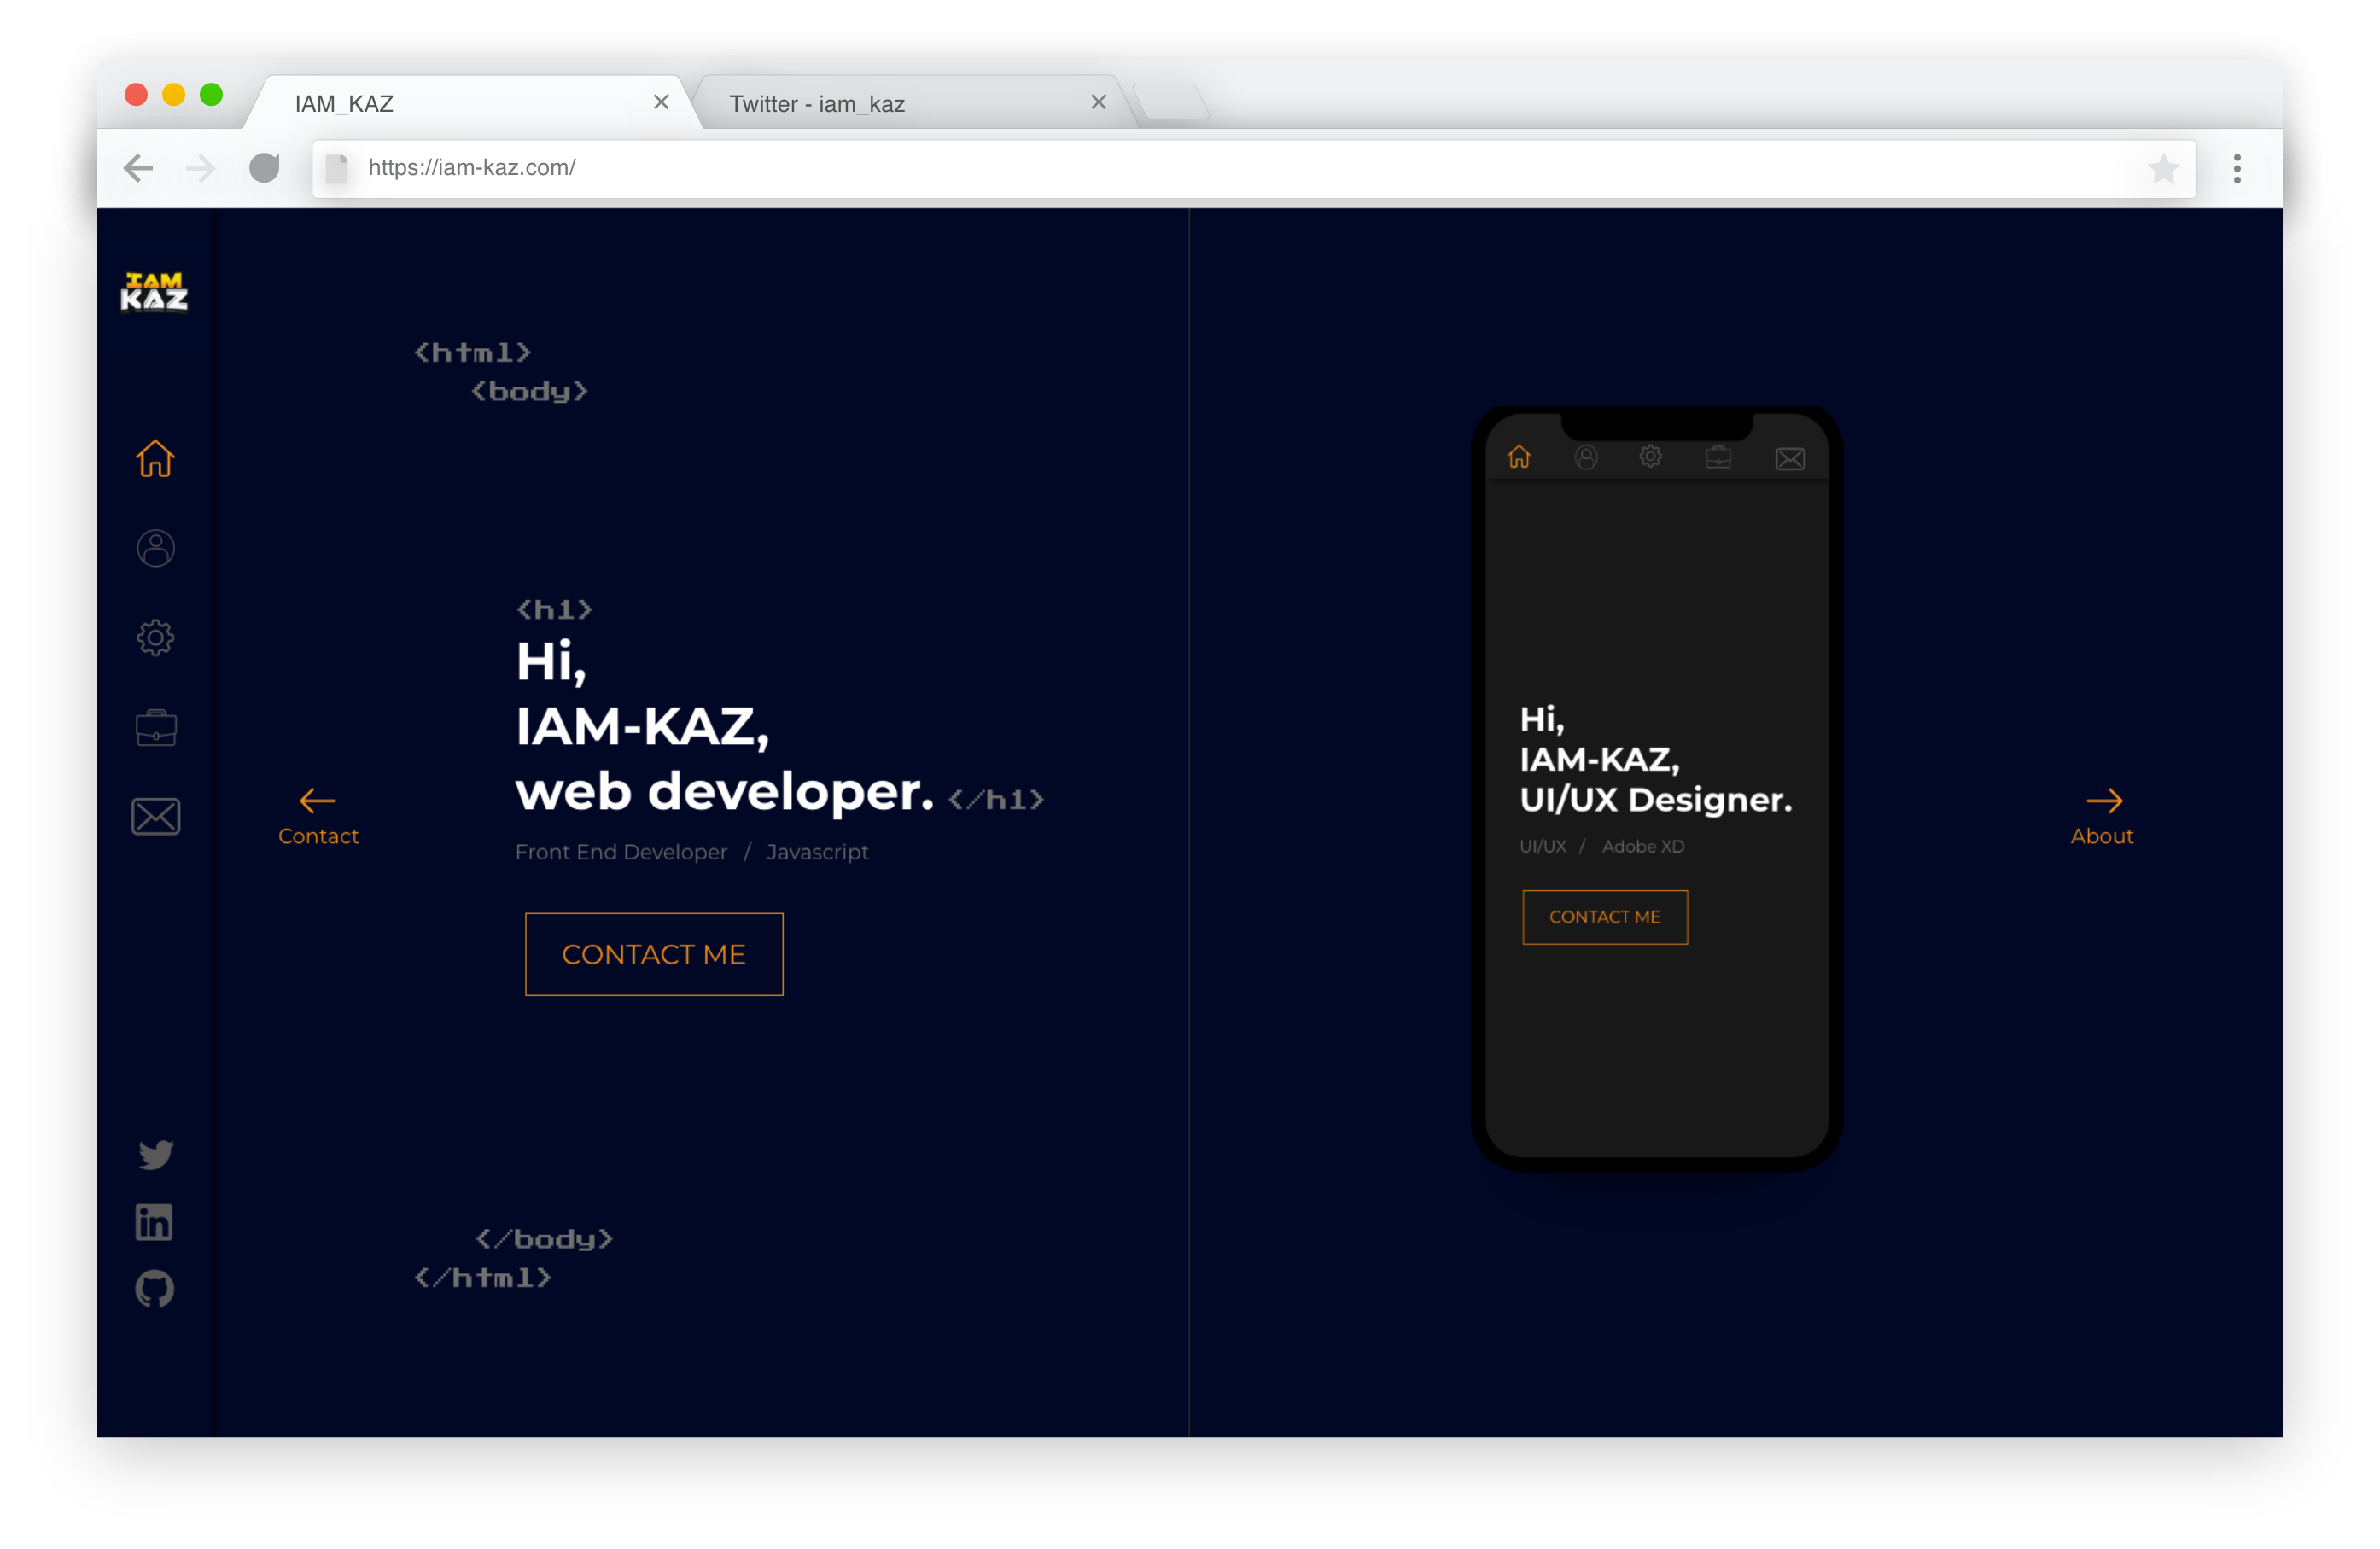 IAM_KAZ
Twitter - iam_kaz
https://iam-kaz.com/
IAM
KAZ
<html>
<body>
<h1>
Hi,
IAM-KAZ,
web developer. </h1>
Front End Developer / Javascript
CONTACT ME
</body>
</html>
Contact
Hi,
IAM-KAZ,
UI/UX Designer.
UI/UX / Adobe XD
CONTACT ME
About
in